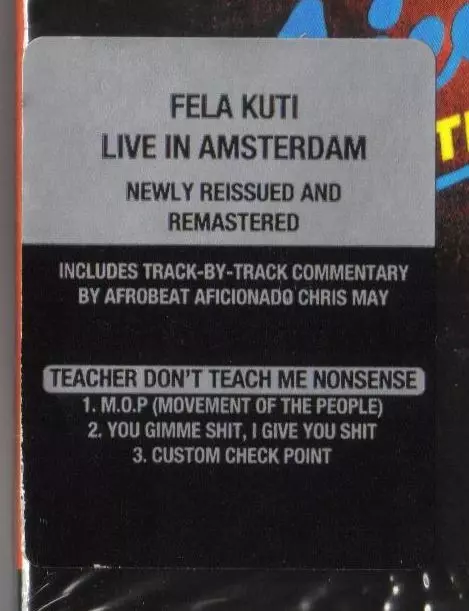 FELA KUTI
LIVE IN AMSTERDAM
NEWLY REISSUED AND
REMASTERED
INCLUDES TRACK-BY-TRACK COMMENTARY
BY AFROBEAT AFICIONADO CHRIS MAY
TEACHER DON'T TEACH ME NONSENSE
1. M.O.P (MOVEMENT OF THE PEOPLE)
2. YOU GIMME SHIT, I GIVE YOU SHIT
3. CUSTOM CHECK POINT